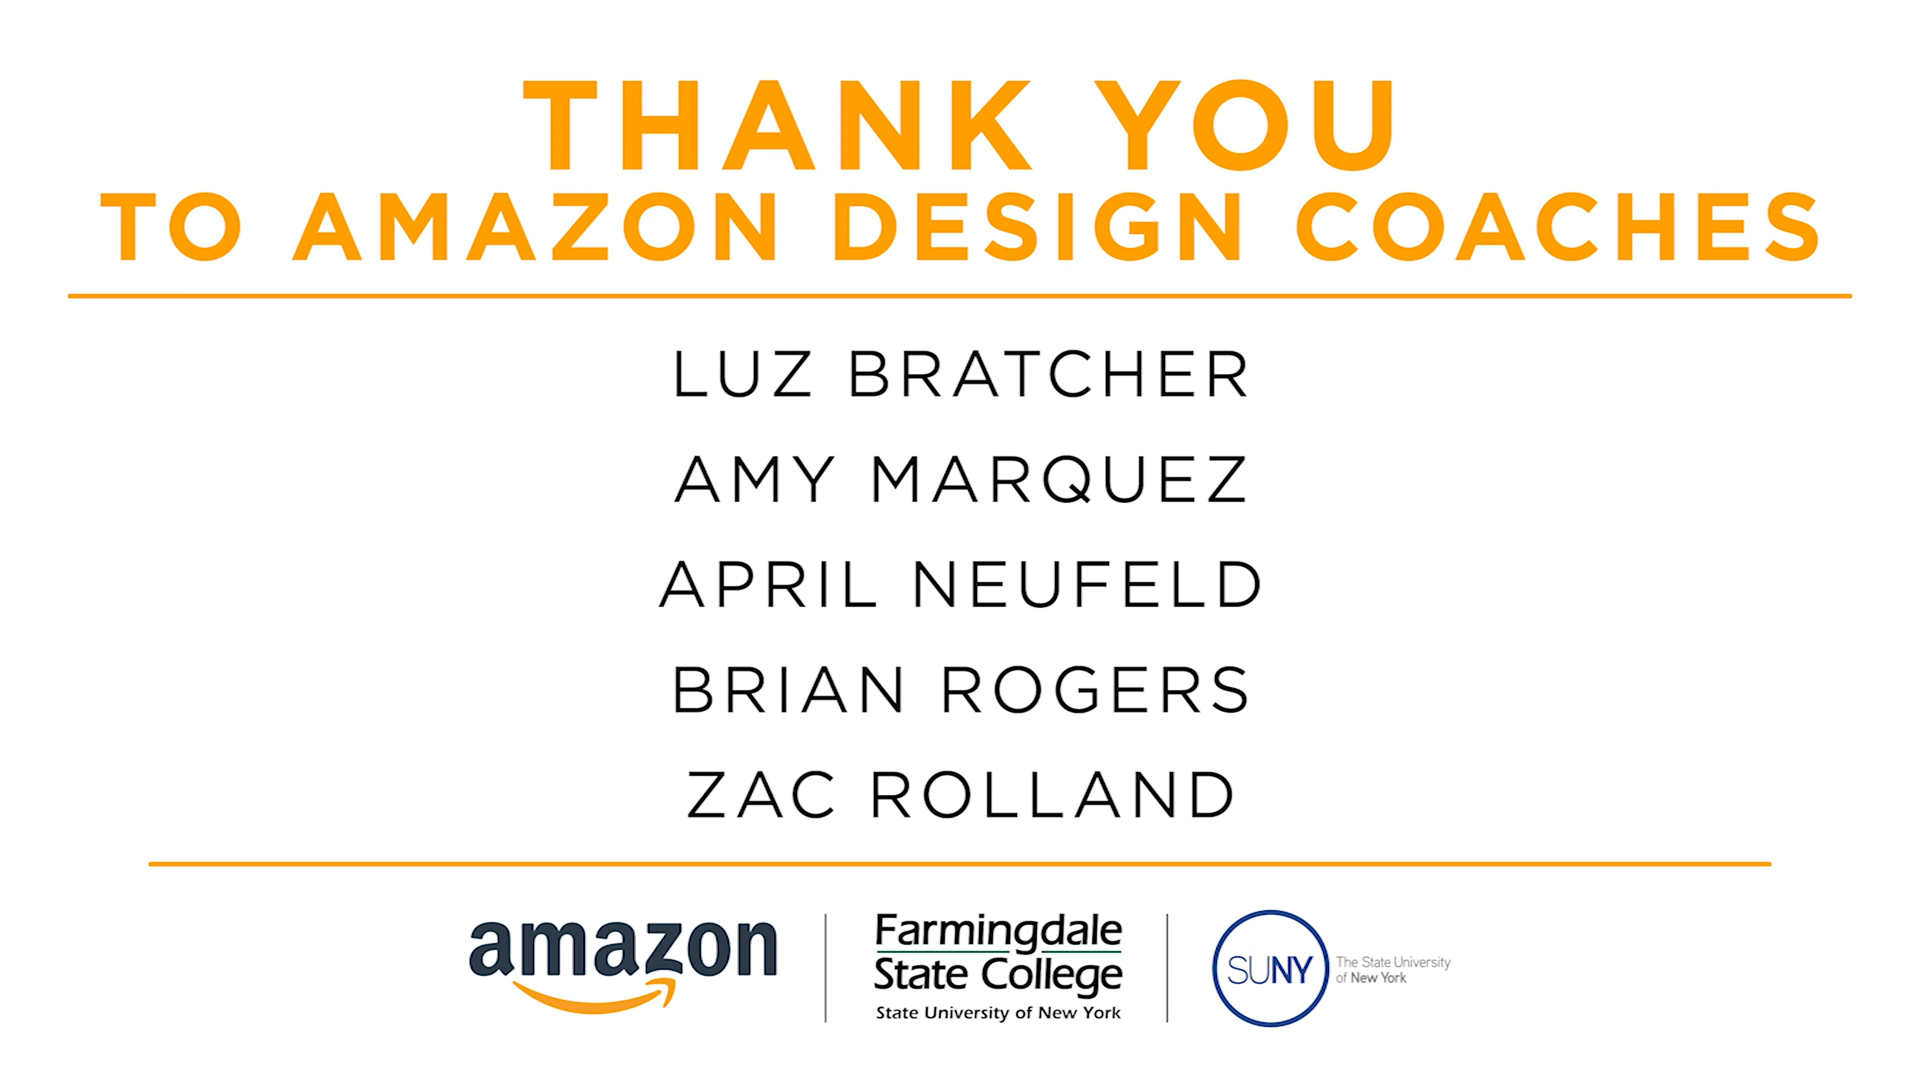 THANK YOU
TO AMAZON DESIGN COACHES
LUZ BRATCHER
AMY MARQUEZ
APRIL NEUFELD
BRIAN ROGERS
ZAC ROLLAND
amazon
Farmingdale
State College
State University of New York
SUNY
The State University
of New York